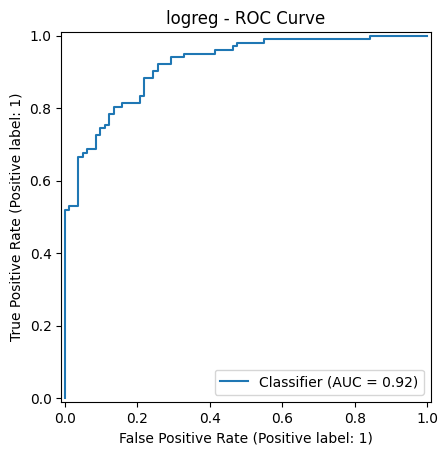 logreg - ROC Curve
True Positive Rate (Positive label: 1)
1.0
0.8
0.6
0.4
0.2
0.0
Classifier (AUC = 0.92)
0.0 0.2 0.4 0.6 0.8 1.0
False Positive Rate (Positive label: 1)